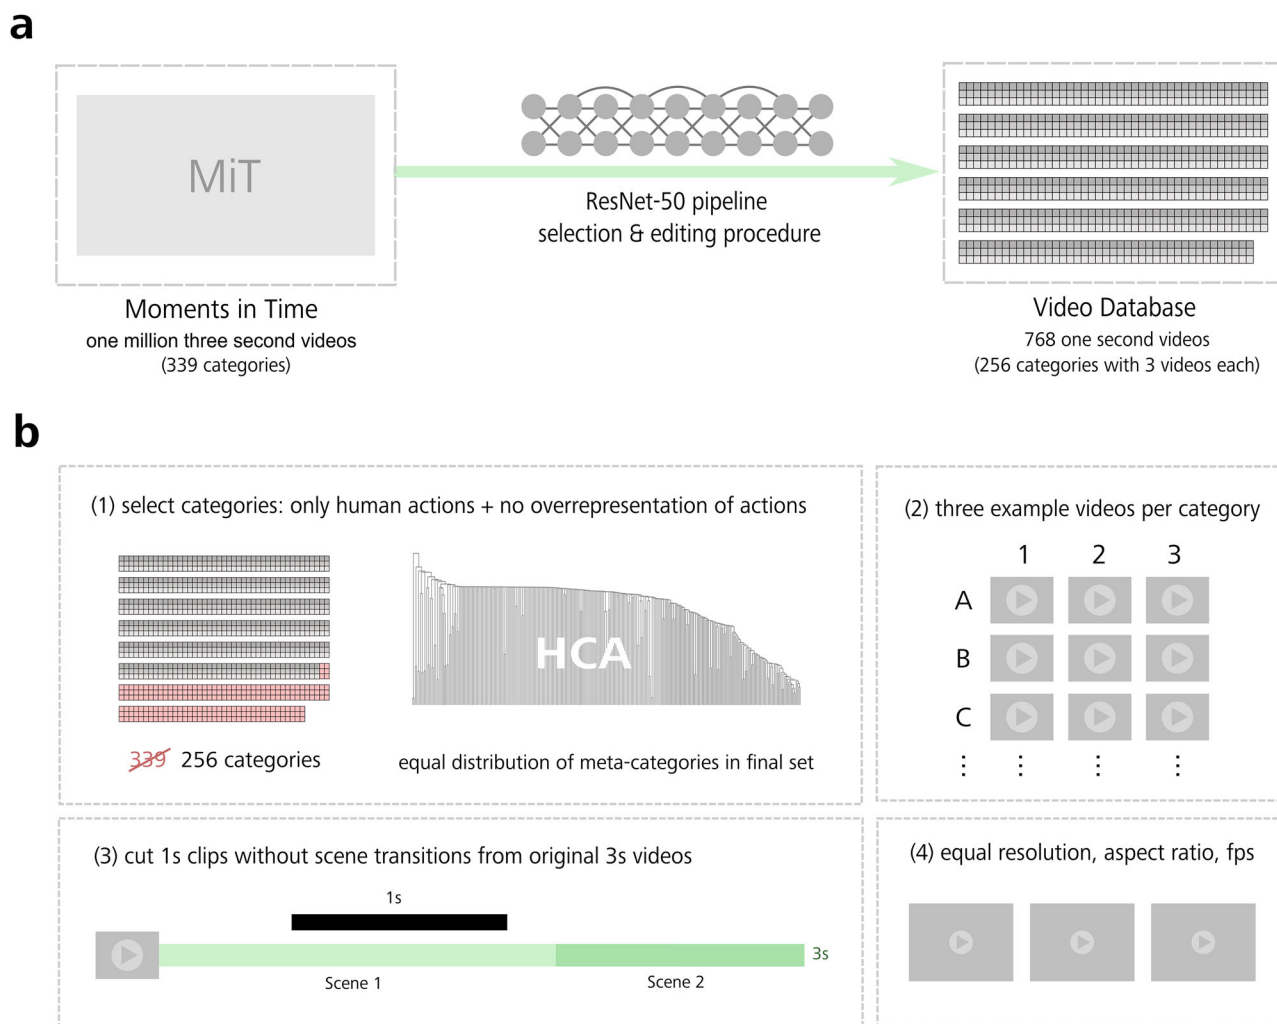 a
MiT
ResNet-50 pipeline
selection & editing procedure
Moments in Time
one million three second videos
(339 categories)
Video Database
768 one second videos
(256 categories with 3 videos each)
b
(1) select categories: only human actions + no overrepresentation of actions
HCA
339 256 categories
equal distribution of meta-categories in final set
(2) three example videos per category
1 2 3
A
B
C
(3) cut 1s clips without scene transitions from original 3s videos
1s
3s
Scene 1 Scene 2
(4) equal resolution, aspect ratio, fps